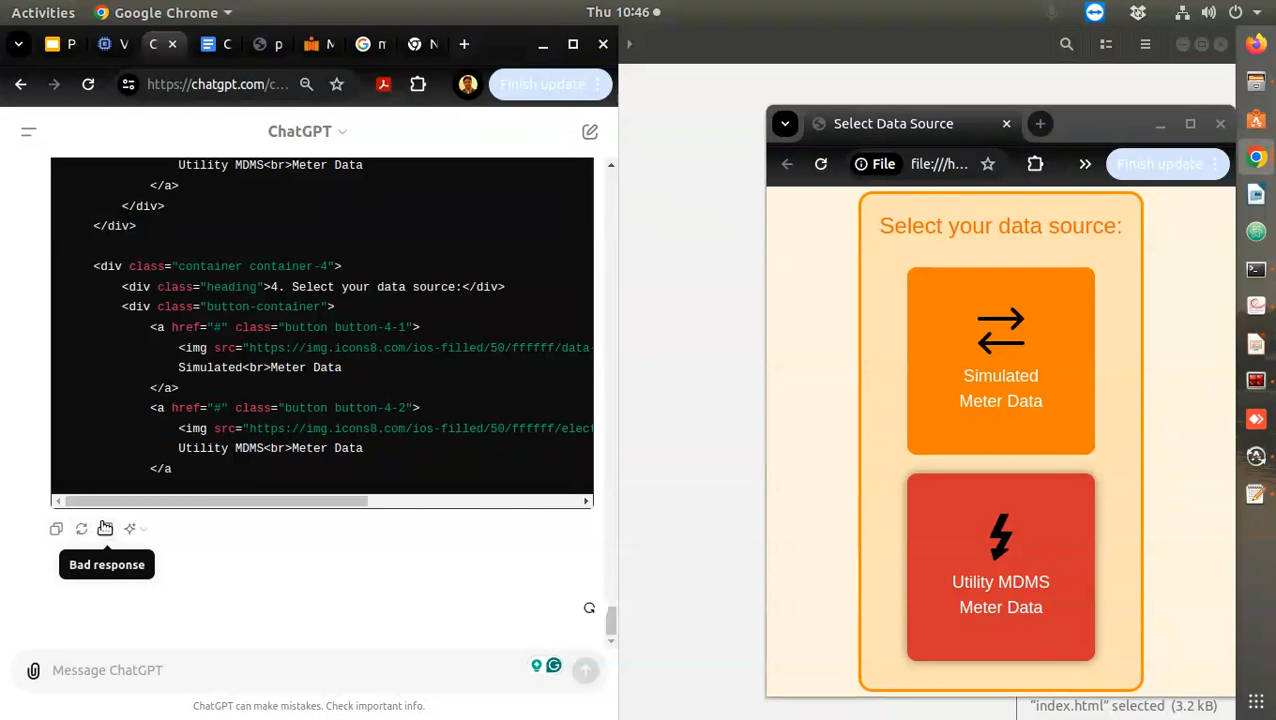 Activities
Google Chrome
Thu 10:46
P
V
C
C
p
M
m
N
https://chatgpt.com/c...
Finish update
ChatGPT
Utility MDMS<br>Meter Data
</a>
</div>
</div>
<div class="container container-4">
<div class="heading">4. Select your data source:</div>
<div class="button-container">
<a href="#" class="button button-4-1">
<img src="https://img.icons8.com/ios-filled/50/ffffff/data-
Simulated<br>Meter Data
</a>
<a href="#" class="button button-4-2">
<img src="https://img.icons8.com/ios-filled/50/ffffff/elect
Utility MDMS<br>Meter Data
</a
Bad response
Message ChatGPT
ChatGPT can make mistakes. Check important info.
Select Data Source
File
file:///h...
Finish update
Select your data source:
Simulated
Meter Data
Utility MDMS
Meter Data
"index.html" selected (3.2 kB)